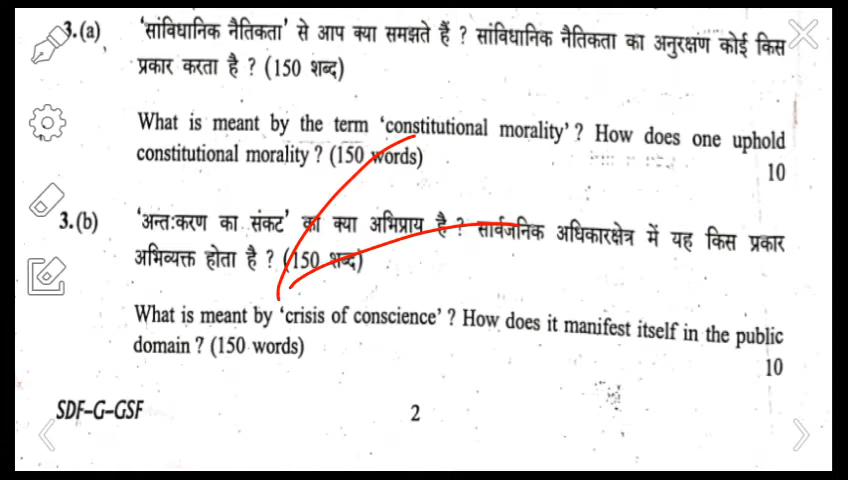 3.(a) 'सांविधानिक नैतिकता' से आप क्या समझते हैं ? सांविधानिक नैतिकता का अनुरक्षण कोई किस
प्रकार करता है ? (150 शब्द)
What is meant by the term 'constitutional morality' ? How does one uphold
constitutional morality ? (150 words)
10
3.(b) 'अन्तःकरण का संकट' का क्या अभिप्राय है ? सार्वजनिक अधिकारक्षेत्र में यह किस प्रकार
अभिव्यक्त होता है ? (150 शब्द)
What is meant by 'crisis of conscience' ? How does it manifest itself in the public
domain ? (150 words)
10
SDF–G–GSF
2